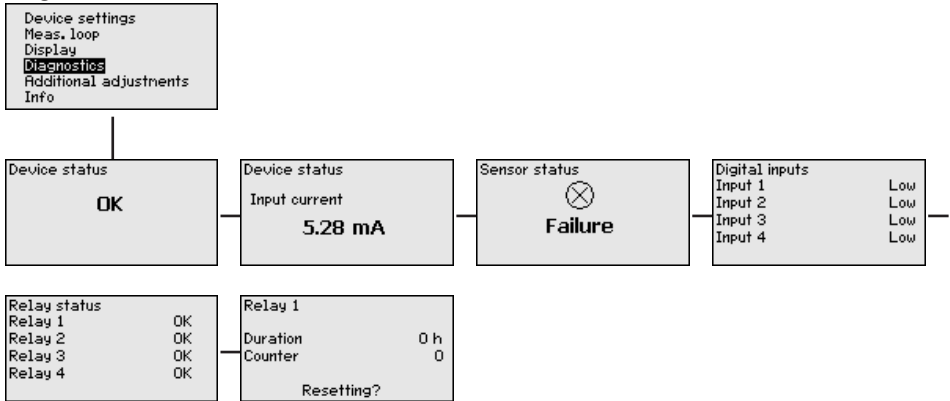 Device settings
Meas. loop
Display
Diagnostics
Additional adjustments
Info
Device status
OK
Device status
Input current
5.28 mA
Sensor status
Failure
Digital inputs
Input 1 Low
Input 2 Low
Input 3 Low
Input 4 Low
Relay status
Relay 1 OK
Relay 2 OK
Relay 3 OK
Relay 4 OK
Relay 1
Duration 0 h
Counter 0
Resetting?